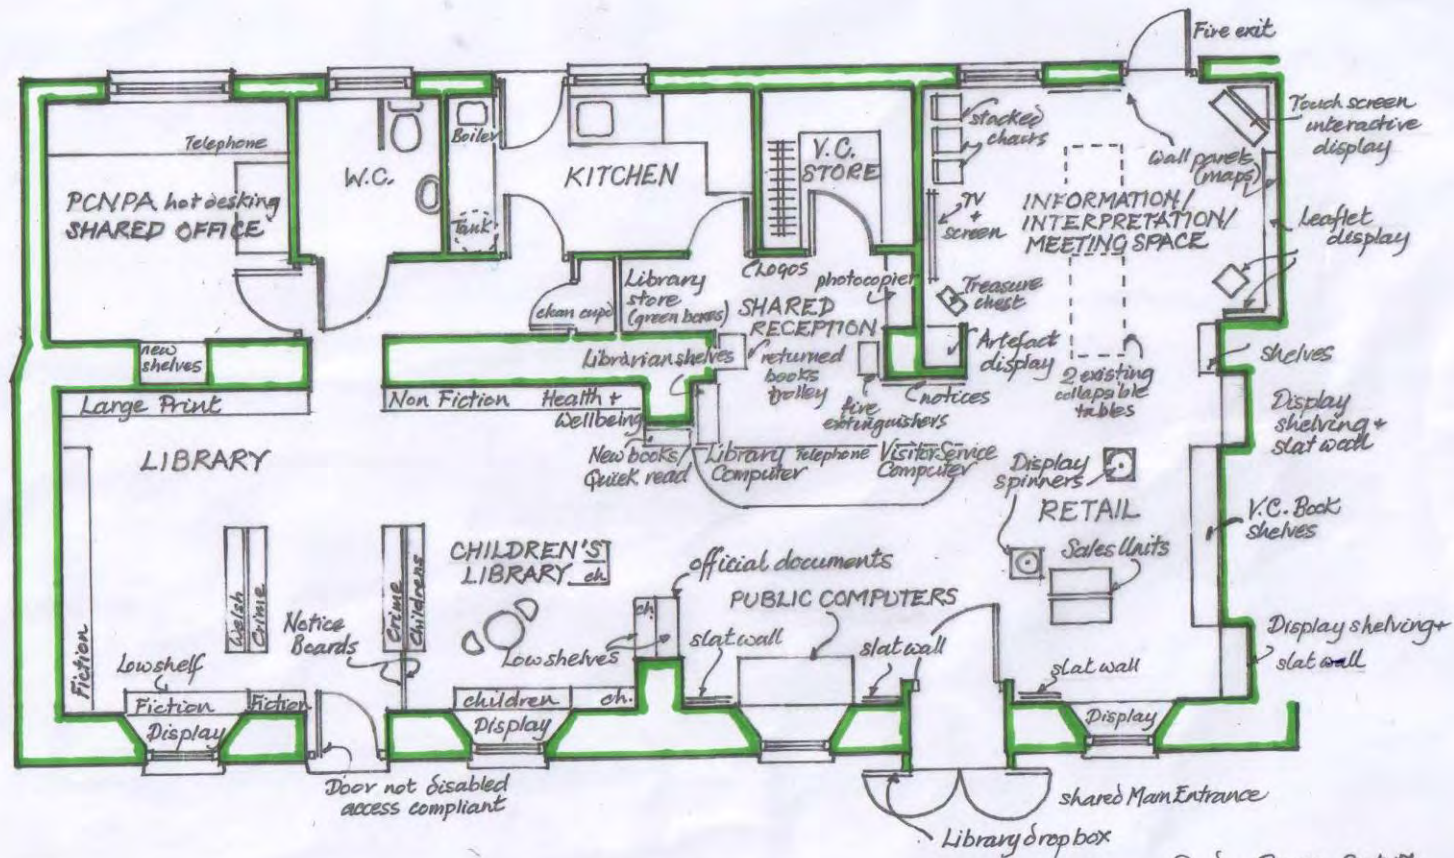 Fire exit
Touch screen
interactive
display
stacked
chairs
Wall panels
(maps)
Telephone
Boiler
W.C.
KITCHEN
V.C.
STORE
PCNPA hot desking
SHARED OFFICE
Tank
TV
+
screen
INFORMATION/
INTERPRETATION/
MEETING SPACE
Leaflet
display
Logos
photocopier
Library
store
(green boxes)
clean cupd
SHARED
RECEPTION
Treasure
chest
Artefact
display
new
shelves
Librarian shelves
returned
books
trolley
fire
extinguishers
notices
2 existing
collapsible
tables
shelves
Large Print
Non Fiction
Health +
Wellbeing
Display
shelving +
slat wall
LIBRARY
New books/
Quick read
Library
Computer
Telephone
Visitor Service
Computer
Display
spinners
RETAIL
V.C. Book
shelves
Sales Units
CHILDREN'S
LIBRARY
ch.
official documents
PUBLIC COMPUTERS
Welsh
Crime
Crime
Childrens
Notice
Boards
ch.
Low shelves
slat wall
slat wall
slat wall
Display shelving +
slat wall
Fiction
Low shelf
Fiction
Fiction
children
ch.
Display
Display
Display
Door not disabled
access compliant
shared Main Entrance
Library drop box